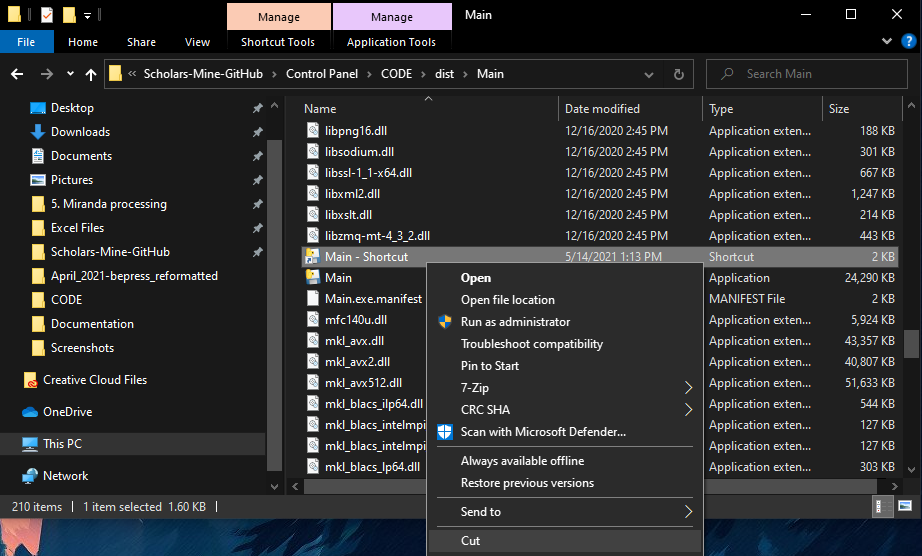 Manage Manage Main
File Home Share View Shortcut Tools Application Tools
« Scholars-Mine-GitHub > Control Panel > CODE > dist > Main
Search Main
Desktop
Downloads
Documents
Pictures
5. Miranda processing
Excel Files
Scholars-Mine-GitHub
April_2021-bepress_reformatted
CODE
Documentation
Screenshots
Creative Cloud Files
OneDrive
This PC
Network
Name Date modified Type Size
libpng16.dll 12/16/2020 2:45 PM Application exten... 188 KB
libsodium.dll 12/16/2020 2:45 PM Application exten... 301 KB
libssl-1_1-x64.dll 12/16/2020 2:45 PM Application exten... 667 KB
libxml2.dll 12/16/2020 2:45 PM Application exten... 1,247 KB
libxslt.dll 12/16/2020 2:45 PM Application exten... 214 KB
libzmq-mt-4_3_2.dll 12/16/2020 2:45 PM Application exten... 443 KB
Main - Shortcut 5/14/2021 1:13 PM Shortcut 2 KB
Main Application 24,290 KB
Main.exe.manifest MANIFEST File 2 KB
mfc140u.dll Application exten... 5,924 KB
mkl_avx.dll Application exten... 43,357 KB
mkl_avx2.dll Application exten... 40,807 KB
mkl_avx512.dll Application exten... 51,633 KB
mkl_blacs_ilp64.dll Application exten... 544 KB
mkl_blacs_intelmpi Application exten... 127 KB
mkl_blacs_intelmpi Application exten... 127 KB
mkl_blacs_lp64.dll Application exten... 303 KB
Open
Open file location
Run as administrator
Troubleshoot compatibility
Pin to Start
7-Zip
CRC SHA
Scan with Microsoft Defender...
Always available offline
Restore previous versions
Send to
Cut
210 items 1 item selected 1.60 KB